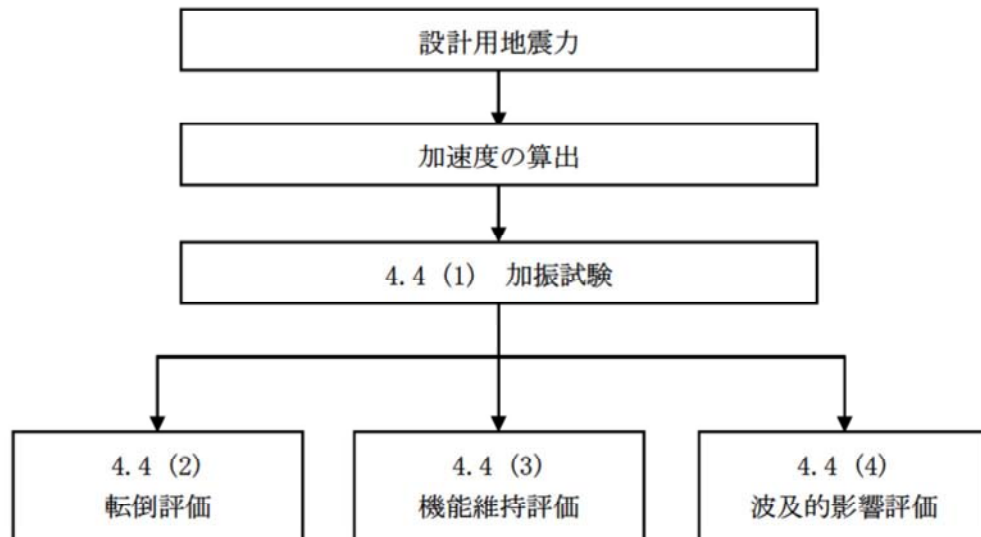 設計用地震力
加速度の算出
4.4 (1) 加振試験
4.4 (2)
転倒評価
4.4 (3)
機能維持評価
4.4 (4)
波及的影響評価